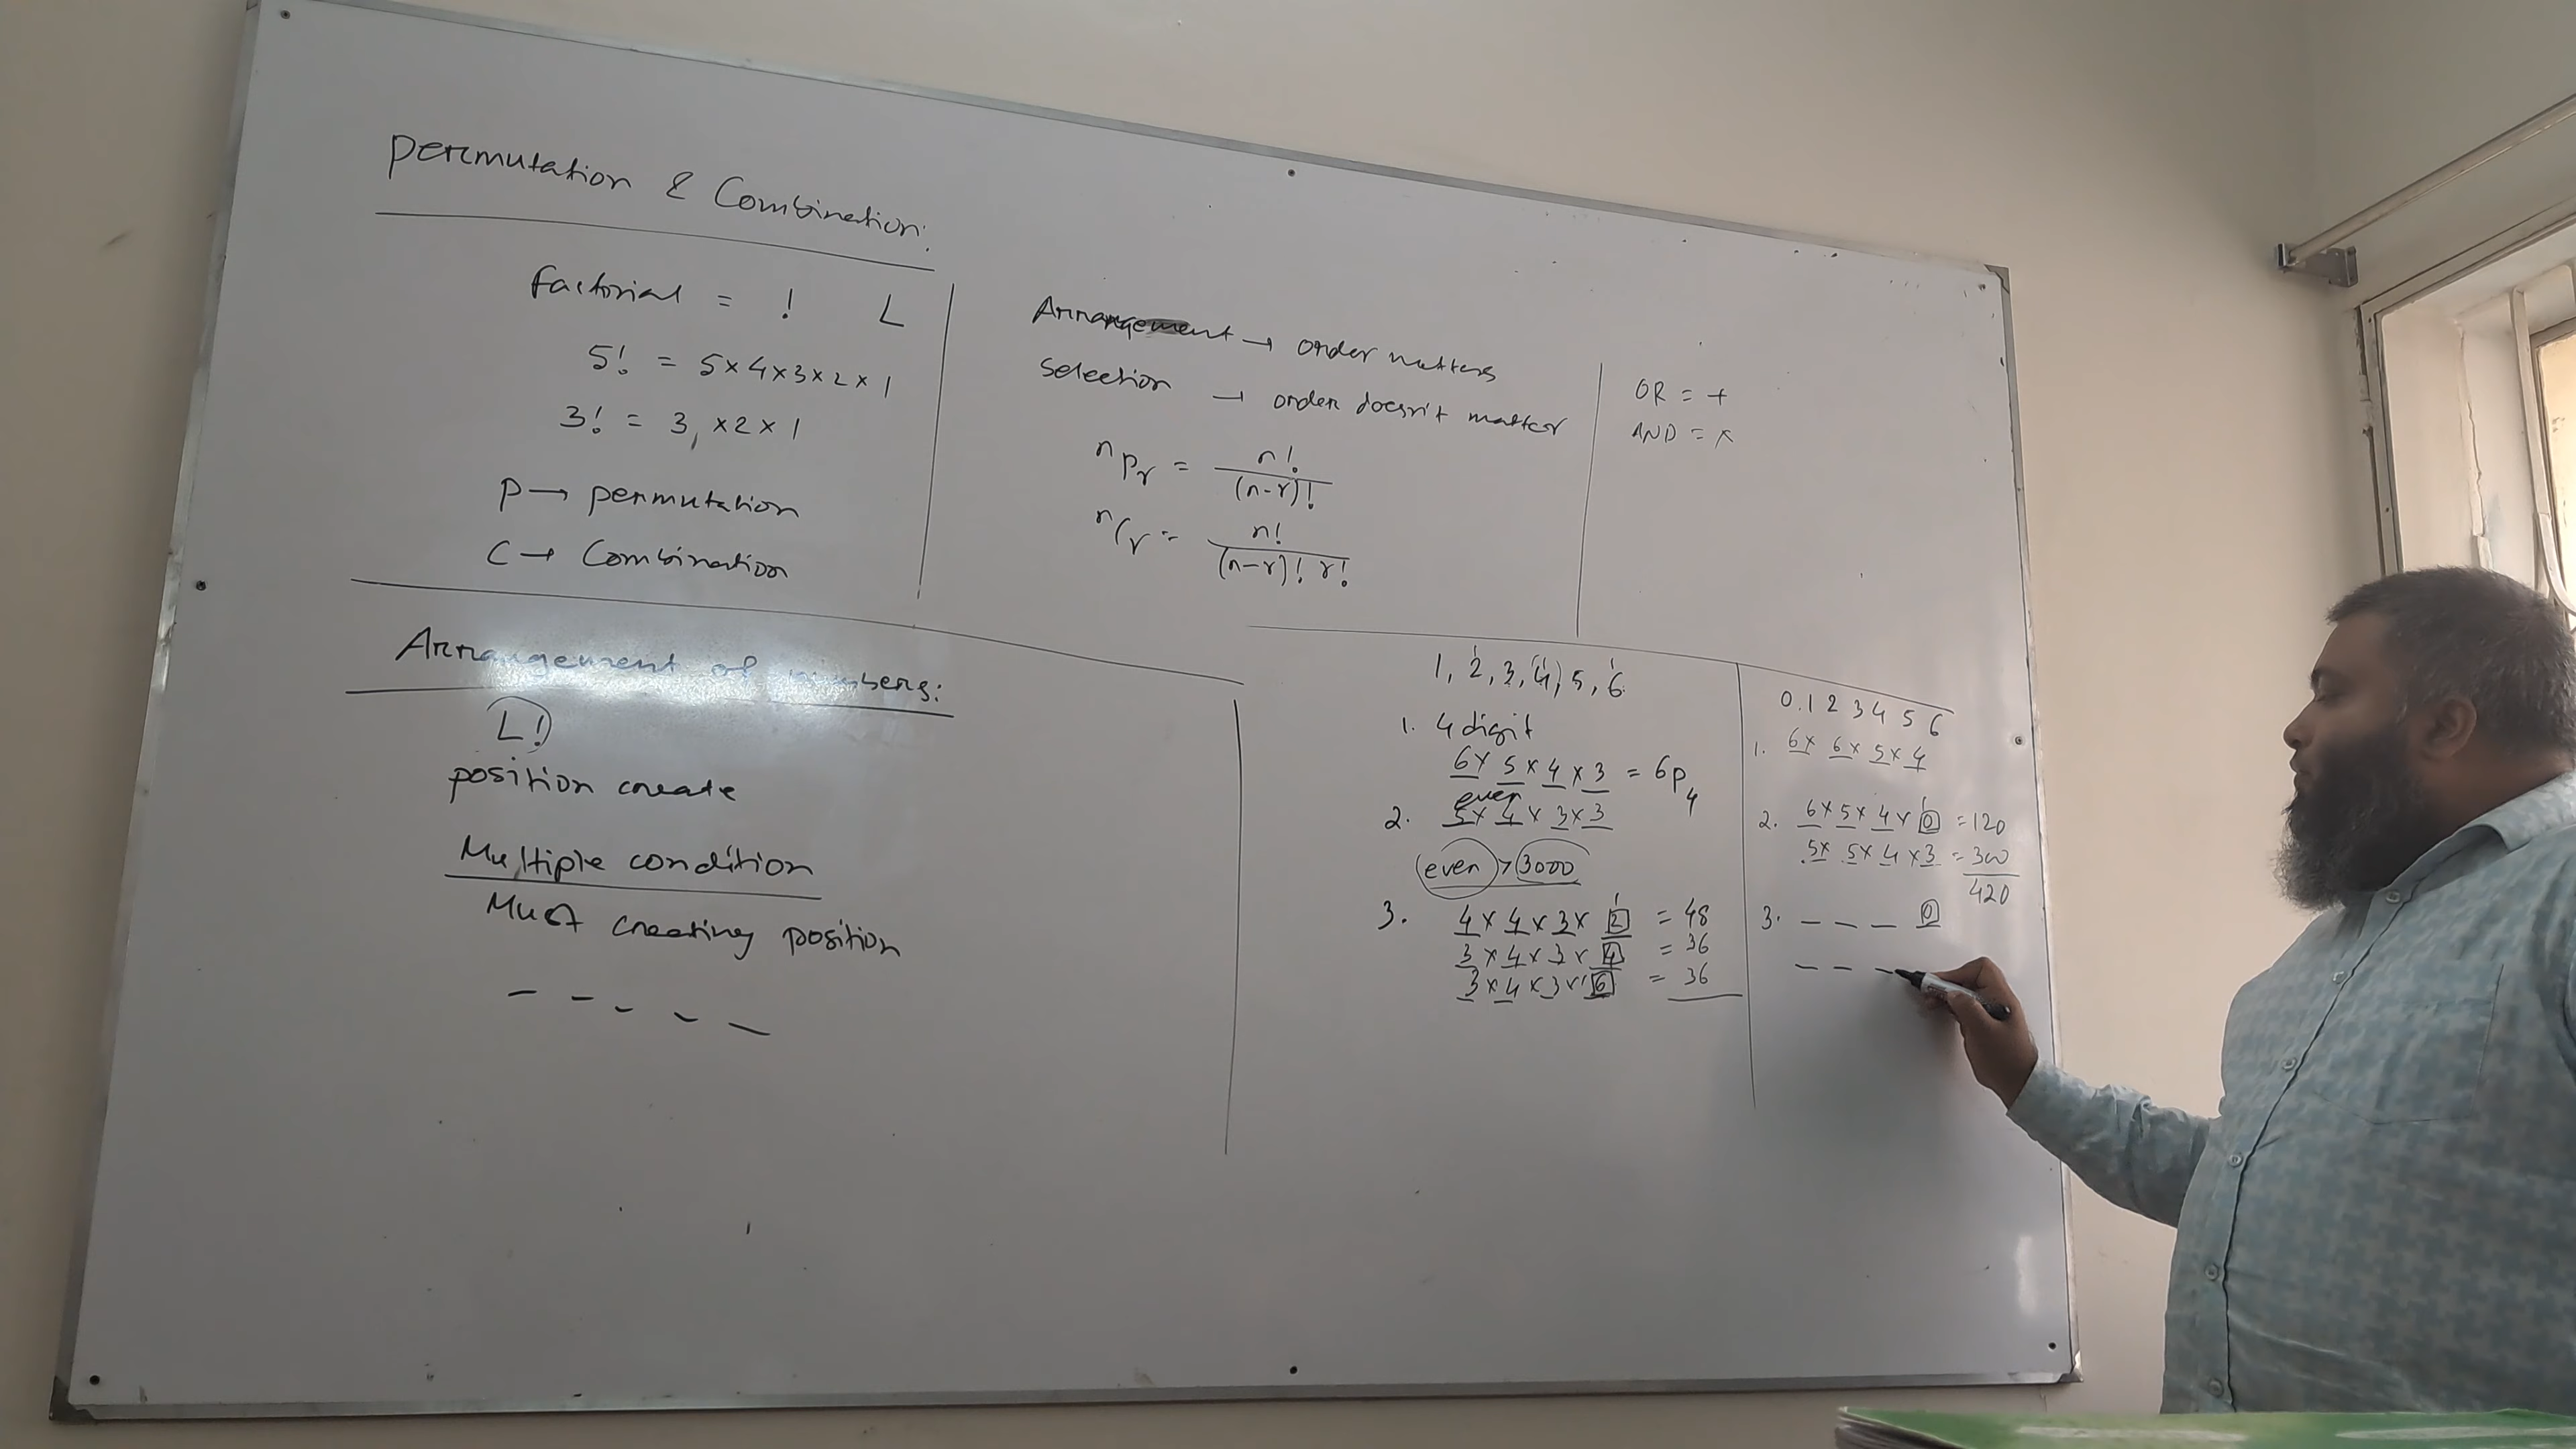 Permutation & Combination:
factorial = ! L
5! = 5×4×3×2×1
3! = 3, ×2×1
P → permutation
C → Combination
Arrangement → order matters
Selection → order doesn't matter
nPr = n! / (n-r)!
nCr = n! / (n-r)! r!
OR = +
AND = ×
Arrangement of numbers:
L!
position create
Multiple condition
Must creating position
1, 2, 3, 4, 5, 6
1. 4 digit
6 × 5 × 4 × 3 = 6P4
even
2. 5 × 4 × 3 × 3
even > 3000
3. 4 × 4 × 3 × 2 = 48
3 × 4 × 3 × 4 = 36
3 × 4 × 3 × 6 = 36
0. 1 2 3 4 5 6
1. 6 × 6 × 5 × 4
2. 6 × 5 × 4 × 0 = 120
5 × 5 × 4 × 3 = 300
420
3. _ _ _ 0
_ _ _